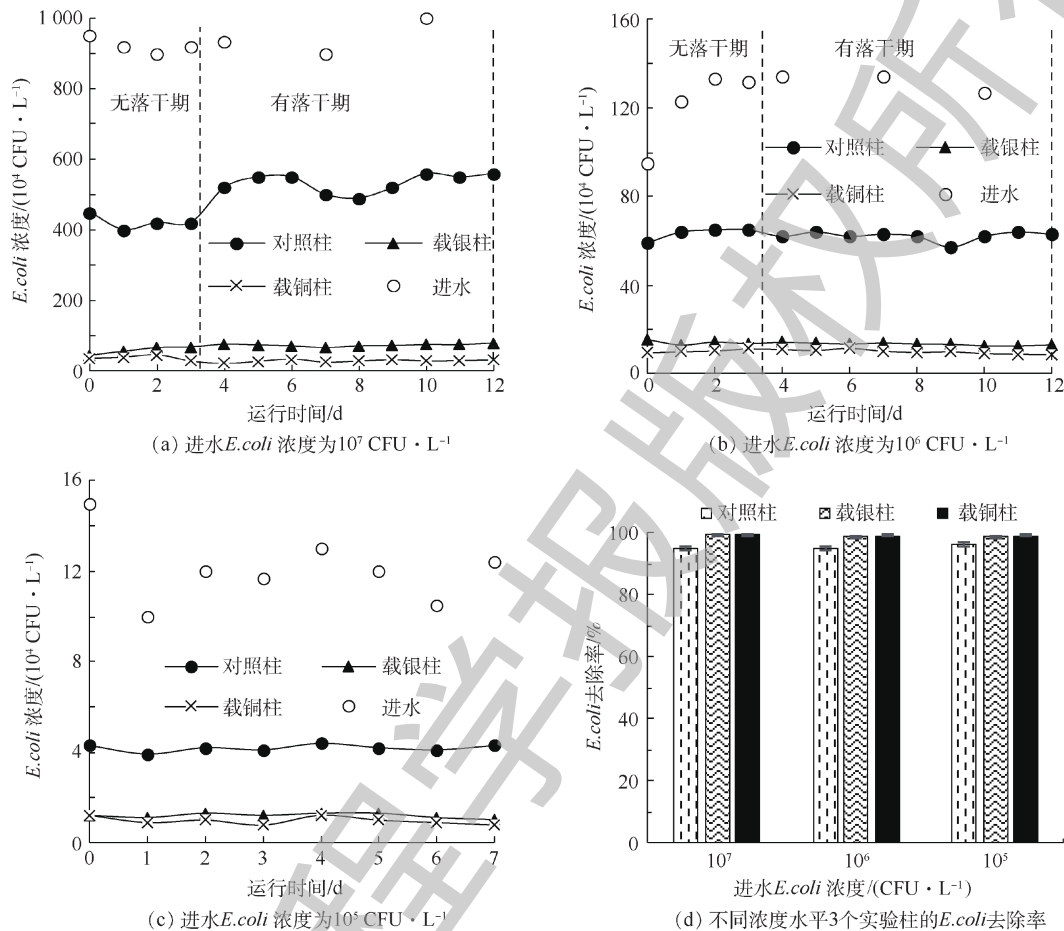 1 000
800
600
400
200
0
E.coli 浓度/(10⁴ CFU·L⁻¹)
无落干期
有落干期
对照柱
载银柱
载铜柱
进水
0 2 4 6 8 10 12
运行时间/d
(a) 进水E.coli 浓度为10⁷ CFU·L⁻¹
160
120
80
40
0
E.coli 浓度/(10⁴ CFU·L⁻¹)
无落干期
有落干期
对照柱
载银柱
载铜柱
进水
0 2 4 6 8 10 12
运行时间/d
(b) 进水E.coli 浓度为10⁶ CFU·L⁻¹
16
12
8
4
0
E.coli 浓度/(10⁴ CFU·L⁻¹)
对照柱
载银柱
载铜柱
进水
0 1 2 3 4 5 6 7
运行时间/d
(c) 进水E.coli 浓度为10⁵ CFU·L⁻¹
对照柱 载银柱 载铜柱
100
80
60
40
20
0
E.coli去除率/%
10⁷ 10⁶ 10⁵
进水E.coli 浓度/(CFU·L⁻¹)
(d) 不同浓度水平3个实验柱的E.coli去除率
程学报版权所